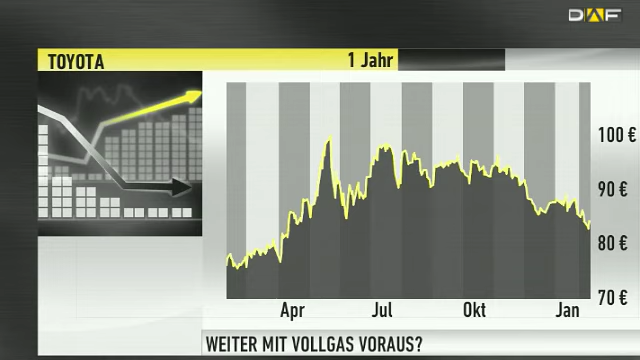 DAF
TOYOTA 1 Jahr
100 €
90 €
80 €
70 €
Apr Jul Okt Jan
WEITER MIT VOLLGAS VORAUS?